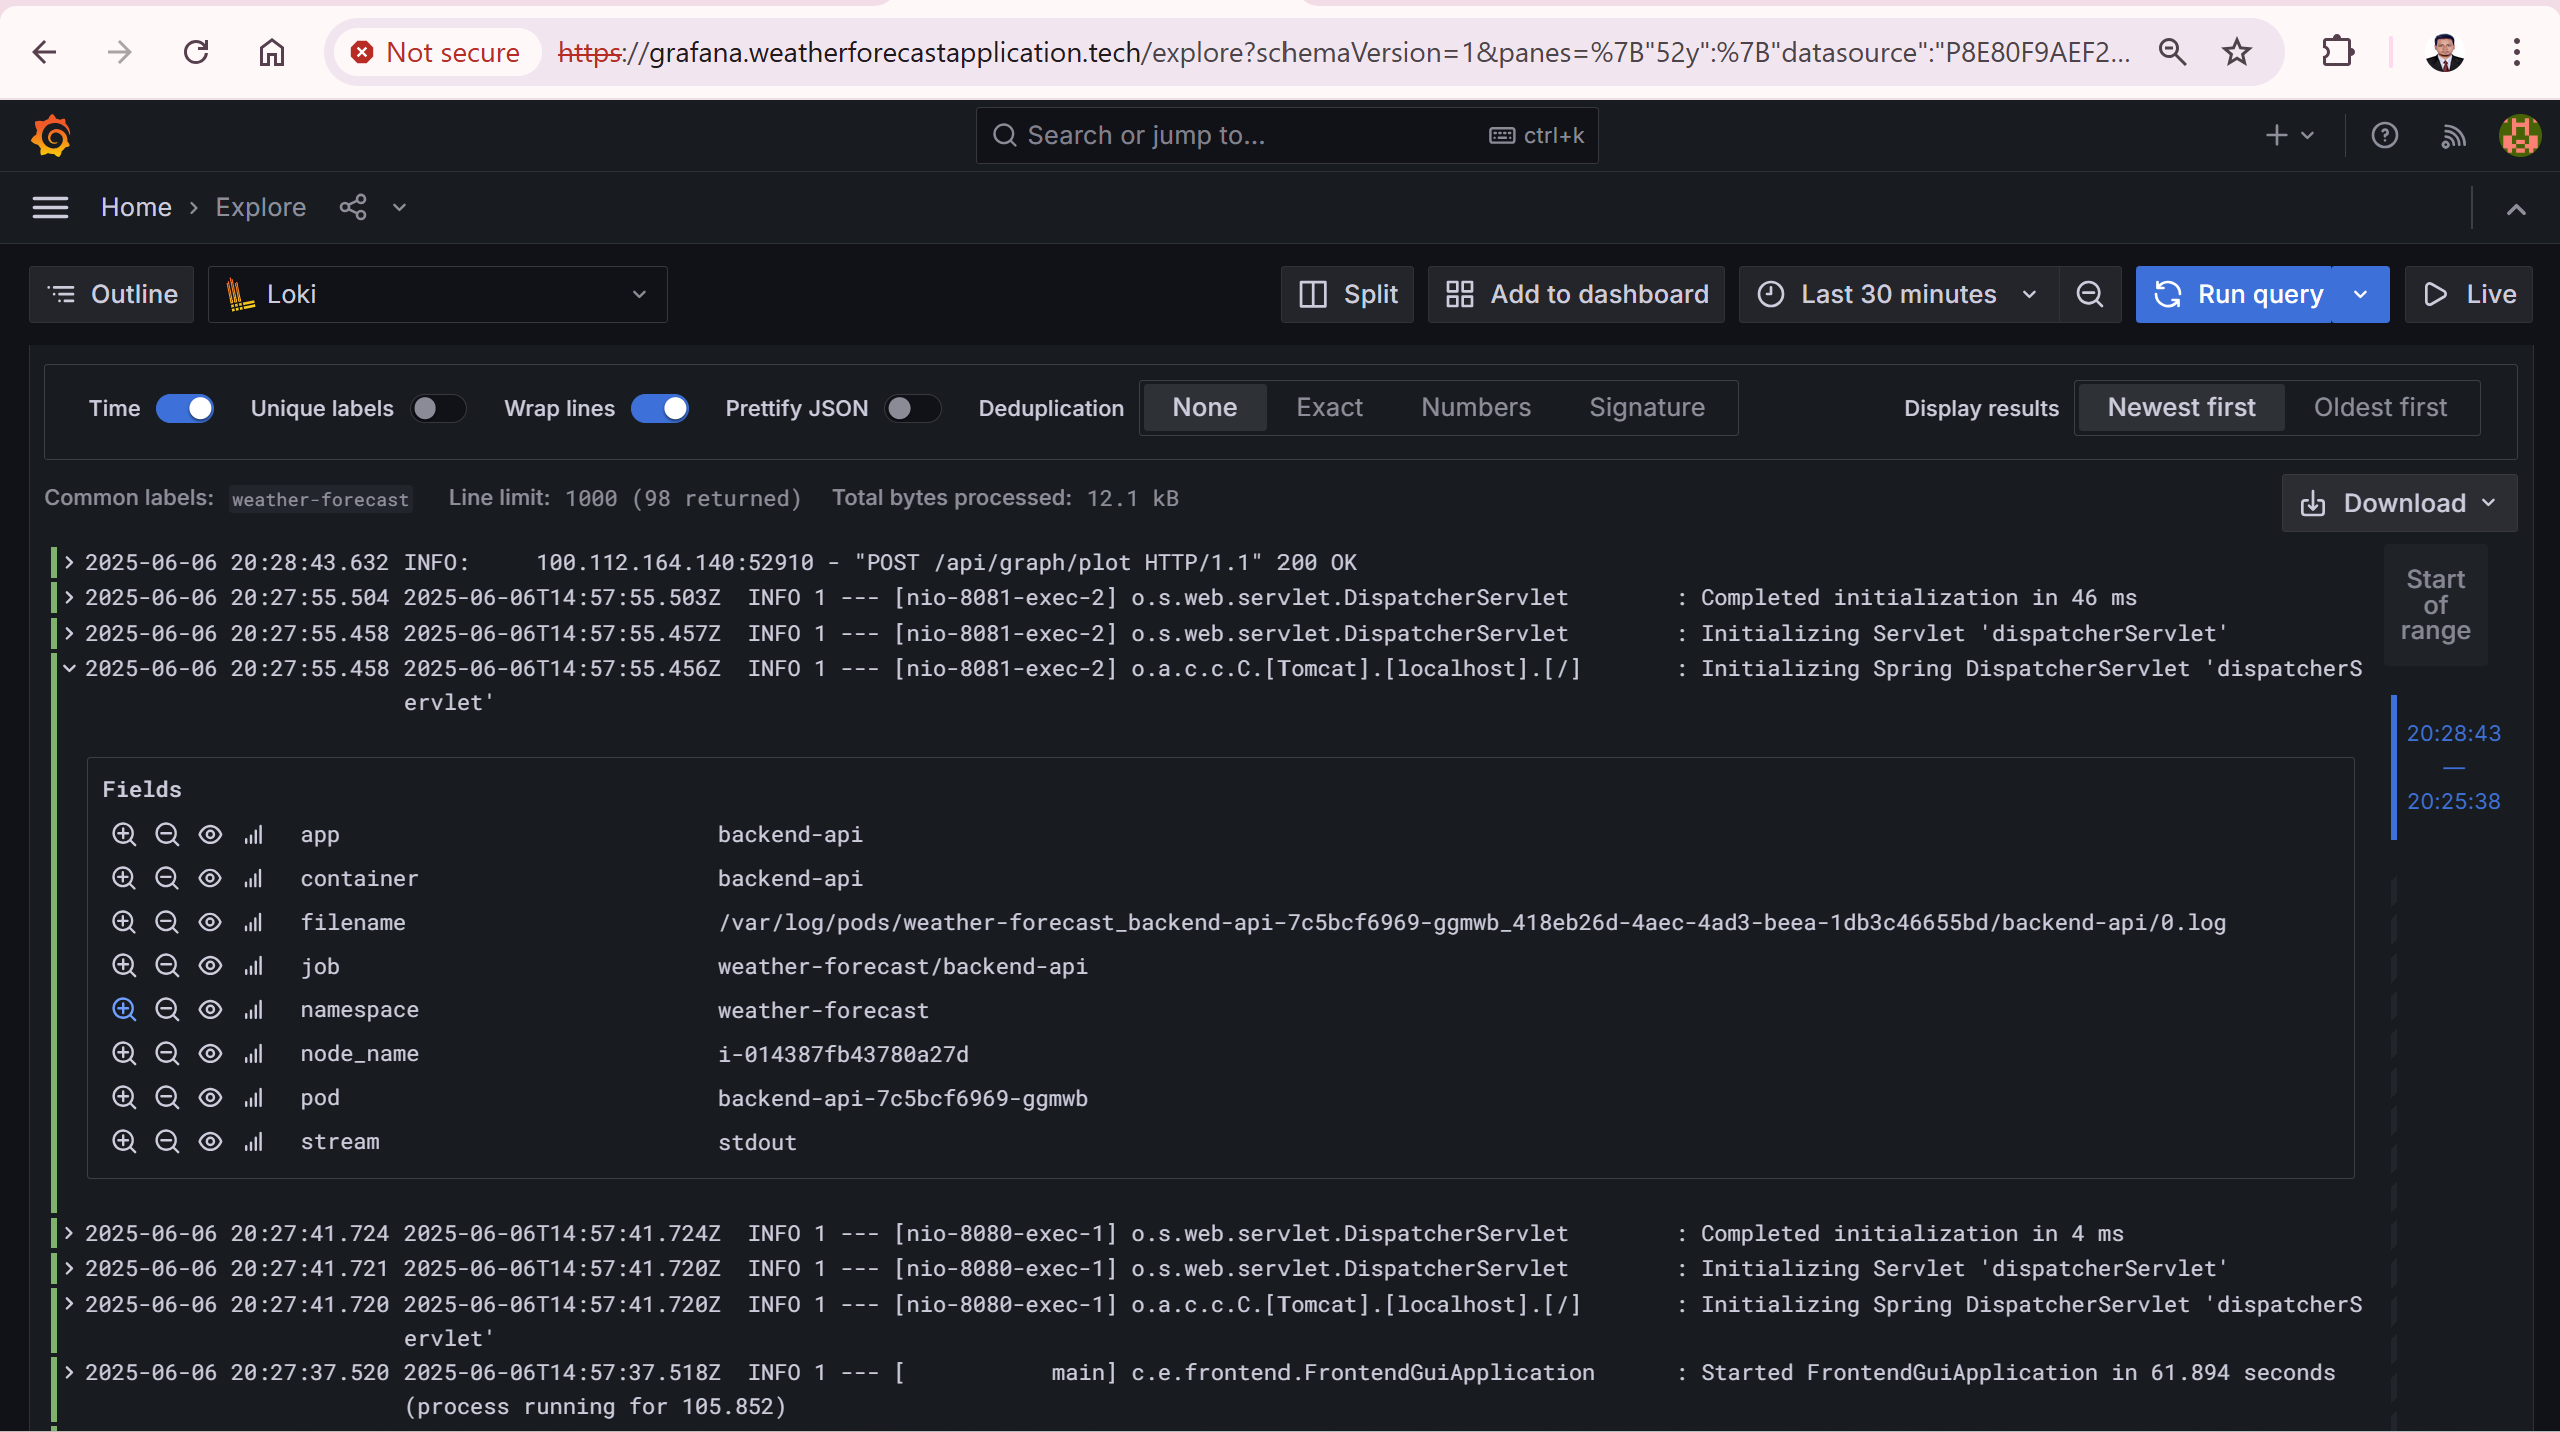 Not secure https://grafana.weatherforecastapplication.tech/explore?schemaVersion=1&panes=%7B"52y":%7B"datasource":"P8E80F9AEF2...
Search or jump to... ctrl+k
Home › Explore
Outline Loki Split Add to dashboard Last 30 minutes Run query Live
Time Unique labels Wrap lines Prettify JSON Deduplication None Exact Numbers Signature Display results Newest first Oldest first
Common labels: weather-forecast Line limit: 1000 (98 returned) Total bytes processed: 12.1 kB Download
2025-06-06 20:28:43.632 INFO:     100.112.164.140:52910 - "POST /api/graph/plot HTTP/1.1" 200 OK
2025-06-06 20:27:55.504 2025-06-06T14:57:55.503Z  INFO 1 --- [nio-8081-exec-2] o.s.web.servlet.DispatcherServlet        : Completed initialization in 46 ms
2025-06-06 20:27:55.458 2025-06-06T14:57:55.457Z  INFO 1 --- [nio-8081-exec-2] o.s.web.servlet.DispatcherServlet        : Initializing Servlet 'dispatcherServlet'
2025-06-06 20:27:55.458 2025-06-06T14:57:55.456Z  INFO 1 --- [nio-8081-exec-2] o.a.c.c.C.[Tomcat].[localhost].[/]       : Initializing Spring DispatcherServlet 'dispatcherS
ervlet'
Start
of
range
20:28:43
—
20:25:38
Fields
app backend-api
container backend-api
filename /var/log/pods/weather-forecast_backend-api-7c5bcf6969-ggmwb_418eb26d-4aec-4ad3-beea-1db3c46655bd/backend-api/0.log
job weather-forecast/backend-api
namespace weather-forecast
node_name i-014387fb43780a27d
pod backend-api-7c5bcf6969-ggmwb
stream stdout
2025-06-06 20:27:41.724 2025-06-06T14:57:41.724Z  INFO 1 --- [nio-8080-exec-1] o.s.web.servlet.DispatcherServlet        : Completed initialization in 4 ms
2025-06-06 20:27:41.721 2025-06-06T14:57:41.720Z  INFO 1 --- [nio-8080-exec-1] o.s.web.servlet.DispatcherServlet        : Initializing Servlet 'dispatcherServlet'
2025-06-06 20:27:41.720 2025-06-06T14:57:41.720Z  INFO 1 --- [nio-8080-exec-1] o.a.c.c.C.[Tomcat].[localhost].[/]       : Initializing Spring DispatcherServlet 'dispatcherS
ervlet'
2025-06-06 20:27:37.520 2025-06-06T14:57:37.518Z  INFO 1 --- [           main] c.e.frontend.FrontendGuiApplication      : Started FrontendGuiApplication in 61.894 seconds
(process running for 105.852)